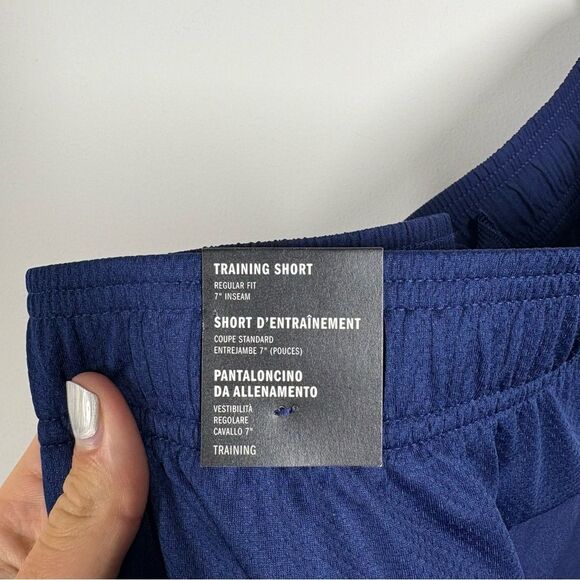 TRAINING SHORT
REGULAR FIT
7" INSEAM
SHORT D'ENTRAÎNEMENT
COUPE STANDARD
ENTREJAMBE 7" (POUCES)
PANTALONCINO
DA ALLENAMENTO
VESTIBILITÀ
REGOLARE
CAVALLO 7"
TRAINING